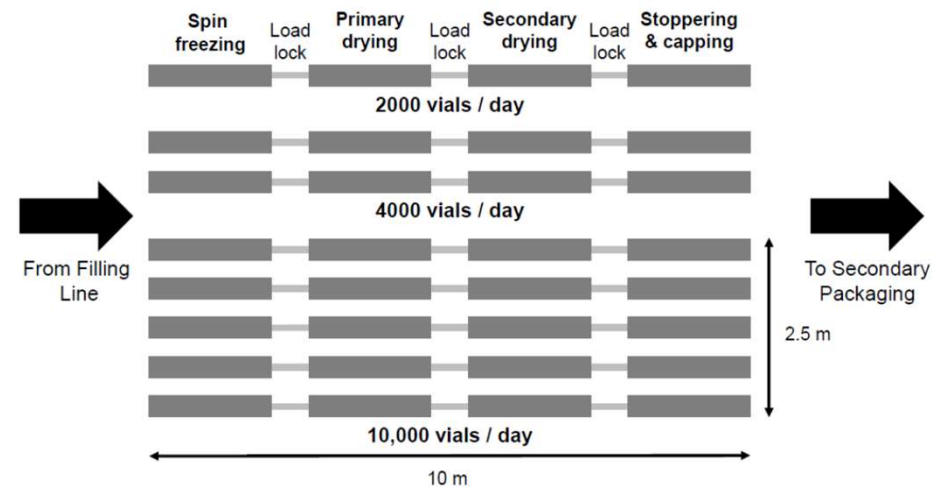 Spin
freezing
Load
lock
Primary
drying
Load
lock
Secondary
drying
Load
lock
Stoppering
& capping
2000 vials / day
4000 vials / day
From Filling
Line
To Secondary
Packaging
2.5 m
10,000 vials / day
10 m